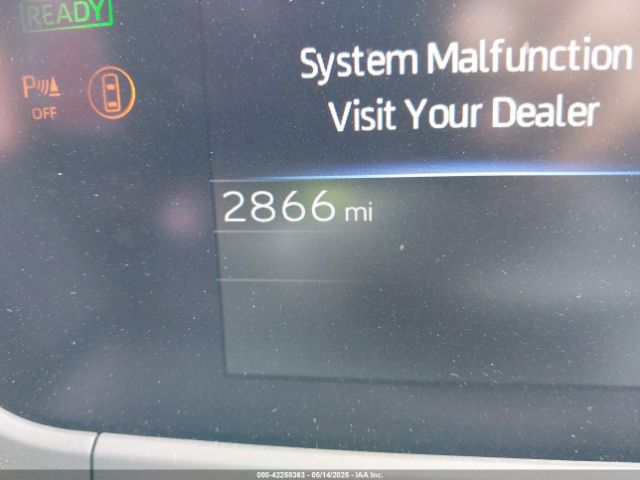 READY
System Malfunction
Visit Your Dealer
P
OFF
2866 mi
000-42258363 - 05/14/2025 - IAA Inc.